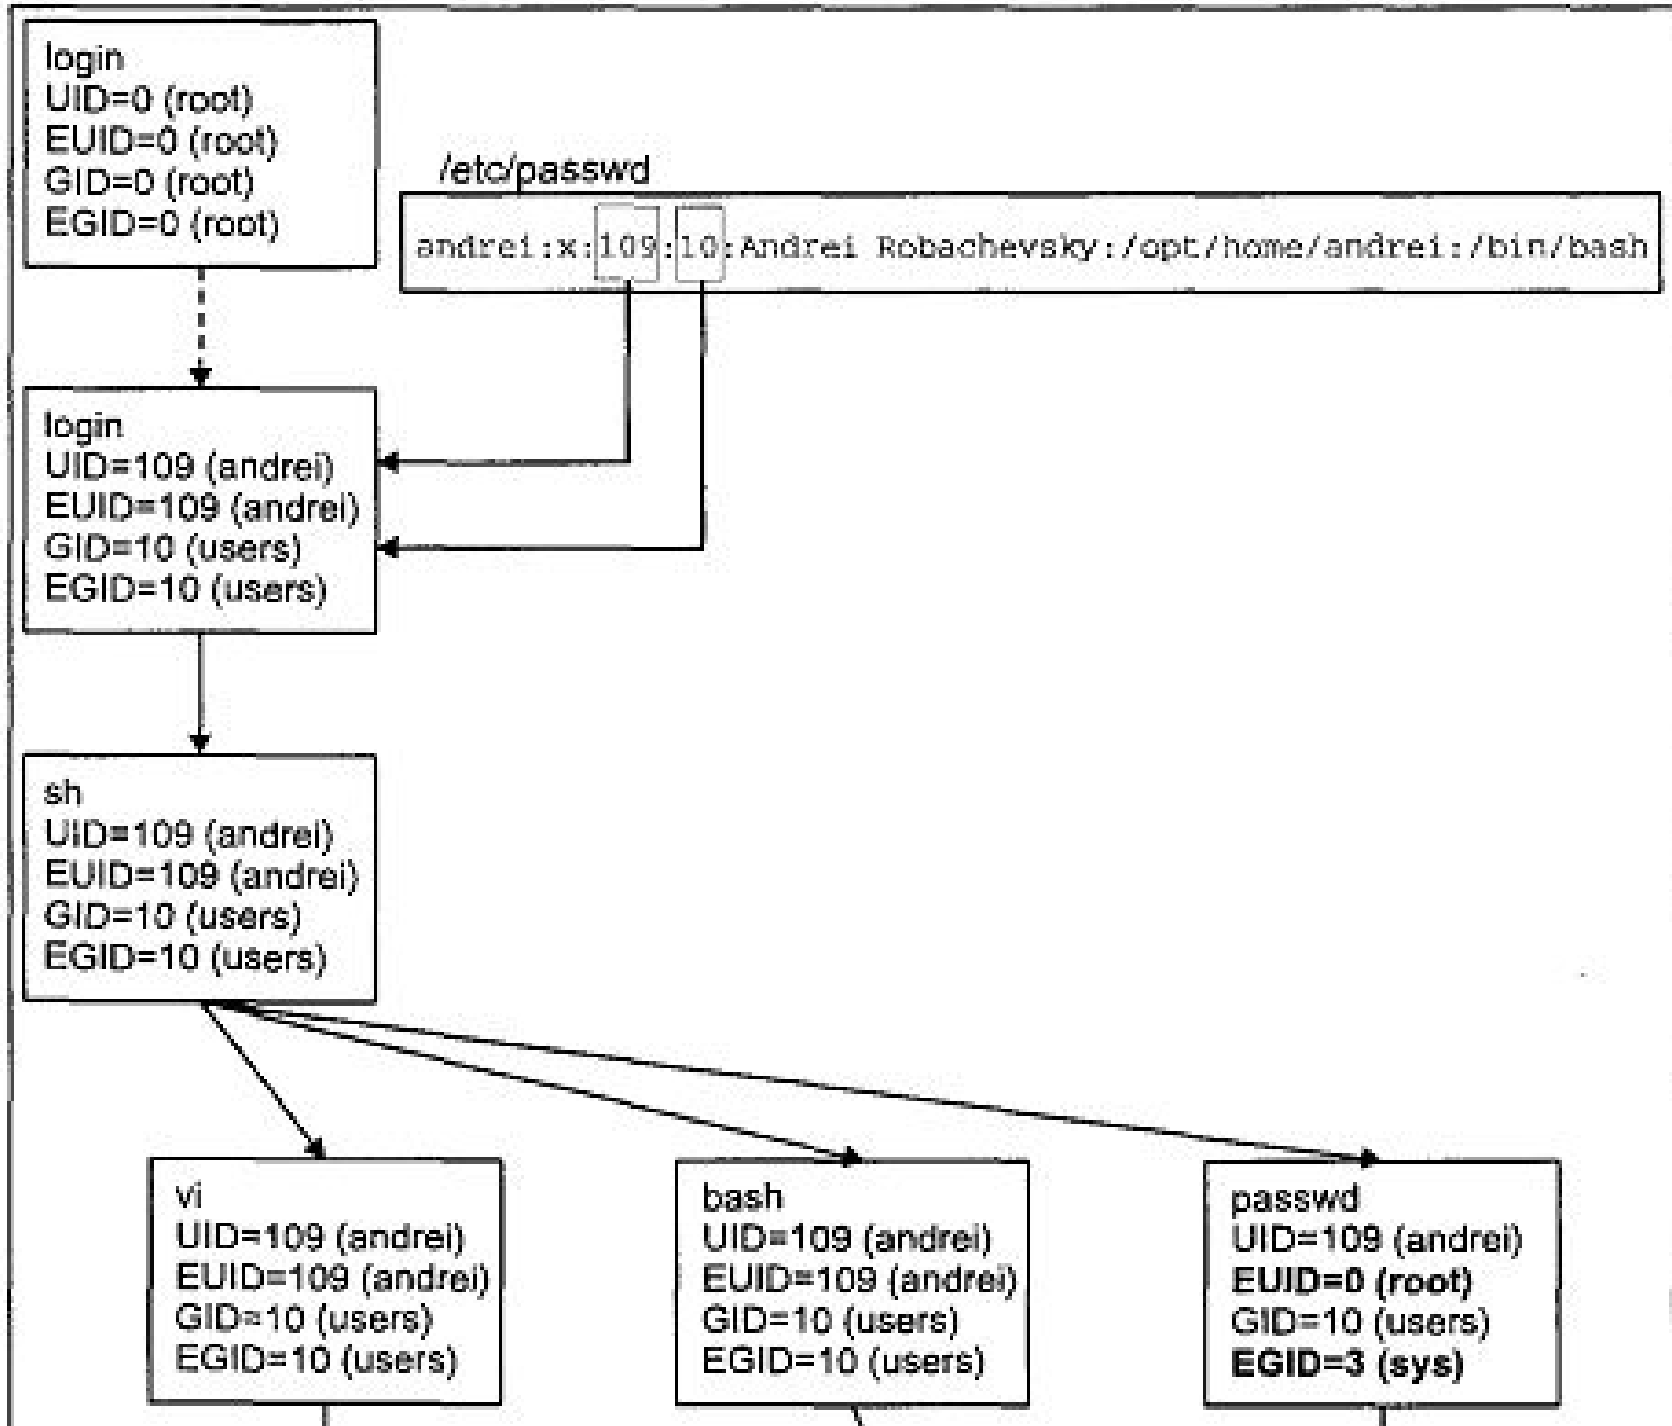 login
UID=0 (root)
EUID=0 (root)
GID=0 (root)
EGID=0 (root)
/etc/passwd
andrei:x:109:10:Andrei Robachevsky:/opt/home/andrei:/bin/bash
login
UID=109 (andrei)
EUID=109 (andrei)
GID=10 (users)
EGID=10 (users)
sh
UID=109 (andrei)
EUID=109 (andrei)
GID=10 (users)
EGID=10 (users)
vi
UID=109 (andrei)
EUID=109 (andrei)
GID=10 (users)
EGID=10 (users)
bash
UID=109 (andrei)
EUID=109 (andrei)
GID=10 (users)
EGID=10 (users)
passwd
UID=109 (andrei)
EUID=0 (root)
GID=10 (users)
EGID=3 (sys)